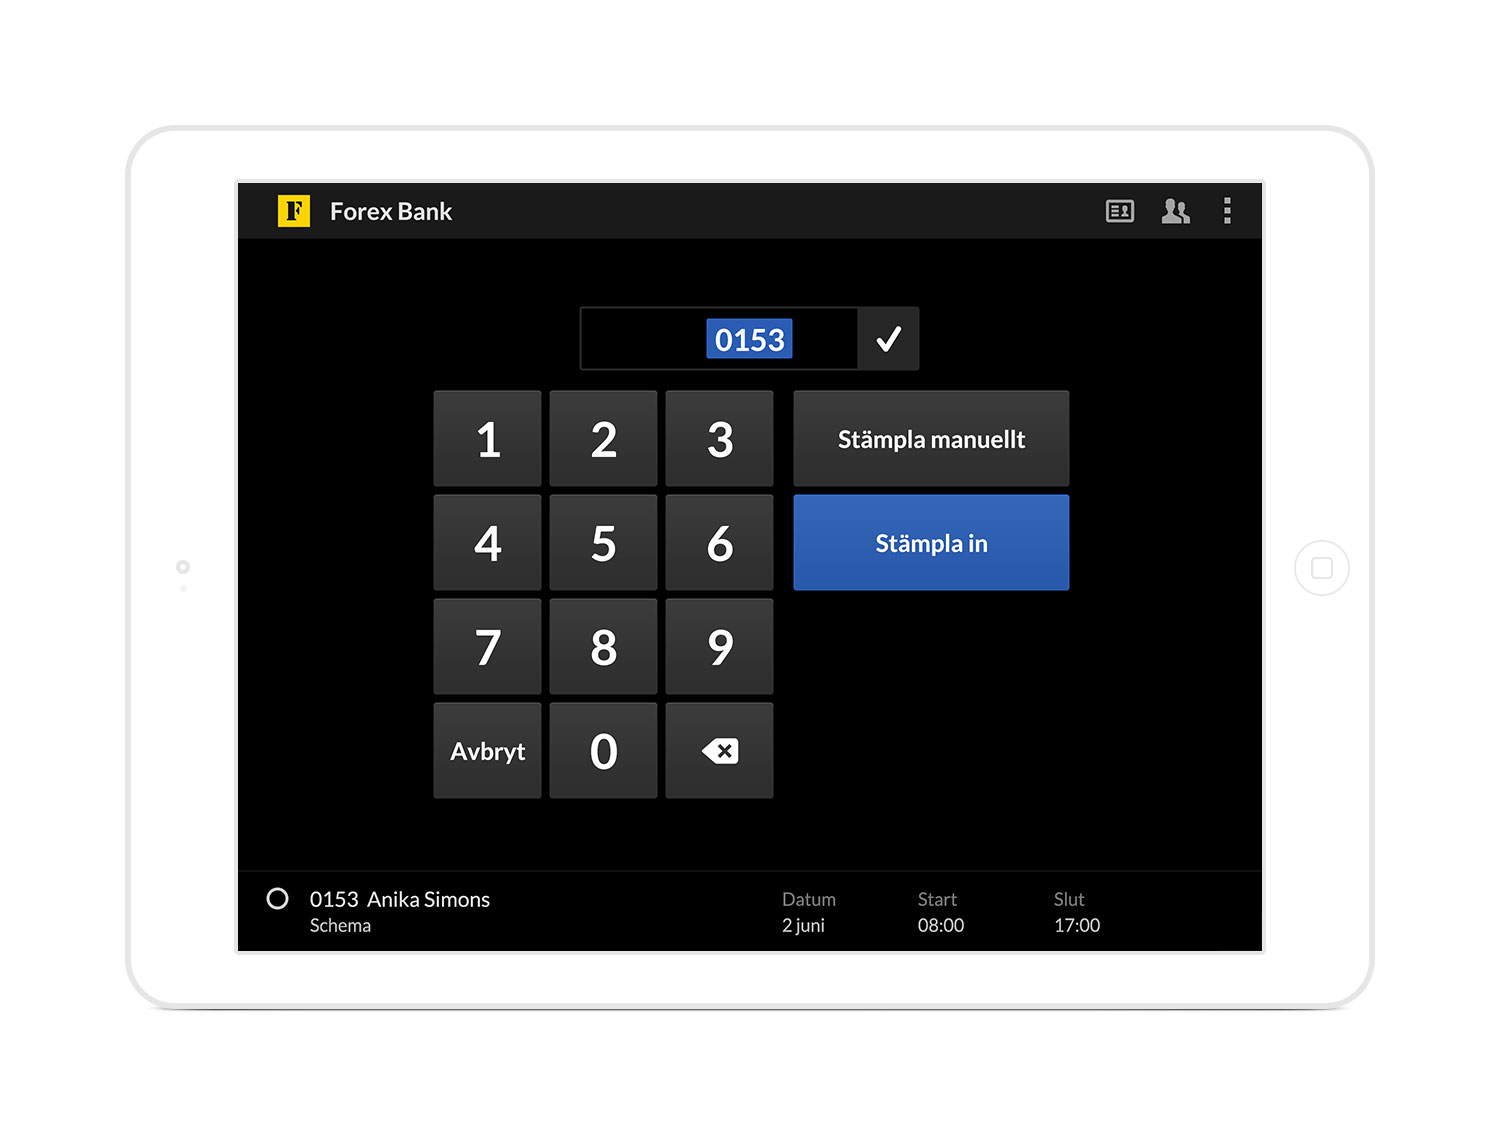 F Forex Bank
0153
1 2 3 Stämpla manuellt
4 5 6 Stämpla in
7 8 9
Avbryt 0
0153 Anika Simons Datum Start Slut
Schema 2 juni 08:00 17:00